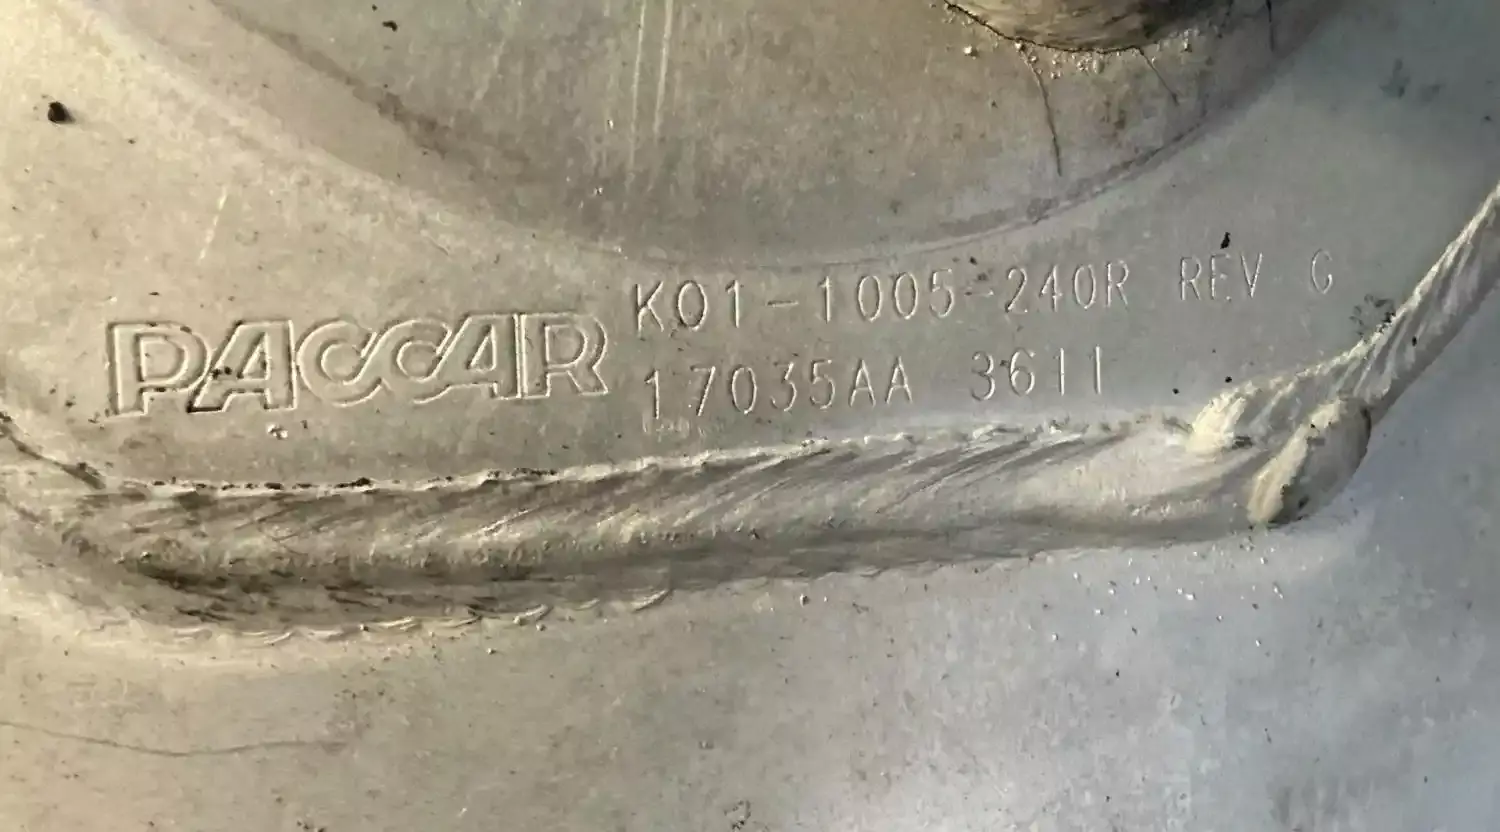 PACCAR
K01-1005-240R REV G
17035AA 3611